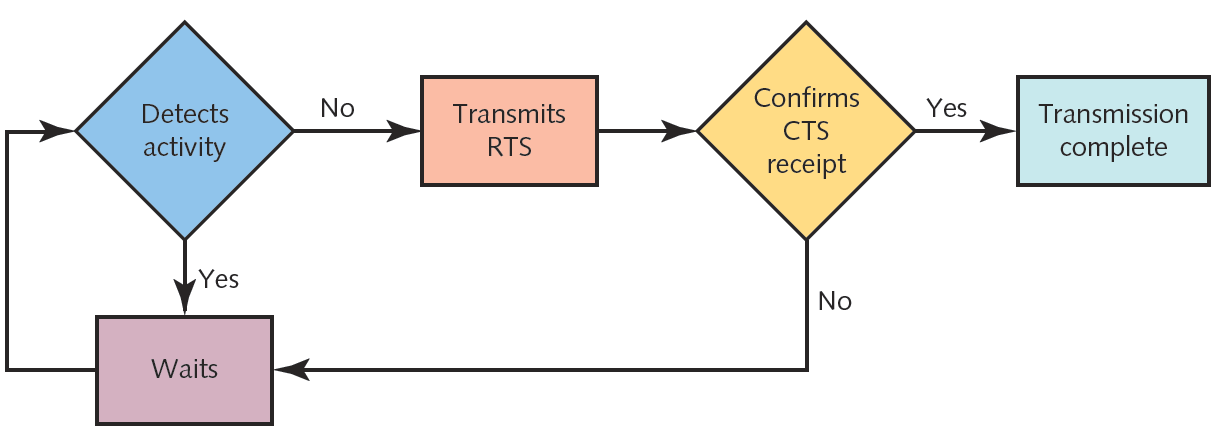 Detects
activity
No
Transmits
RTS
Confirms
CTS
receipt
Yes
Transmission
complete
Yes
No
Waits